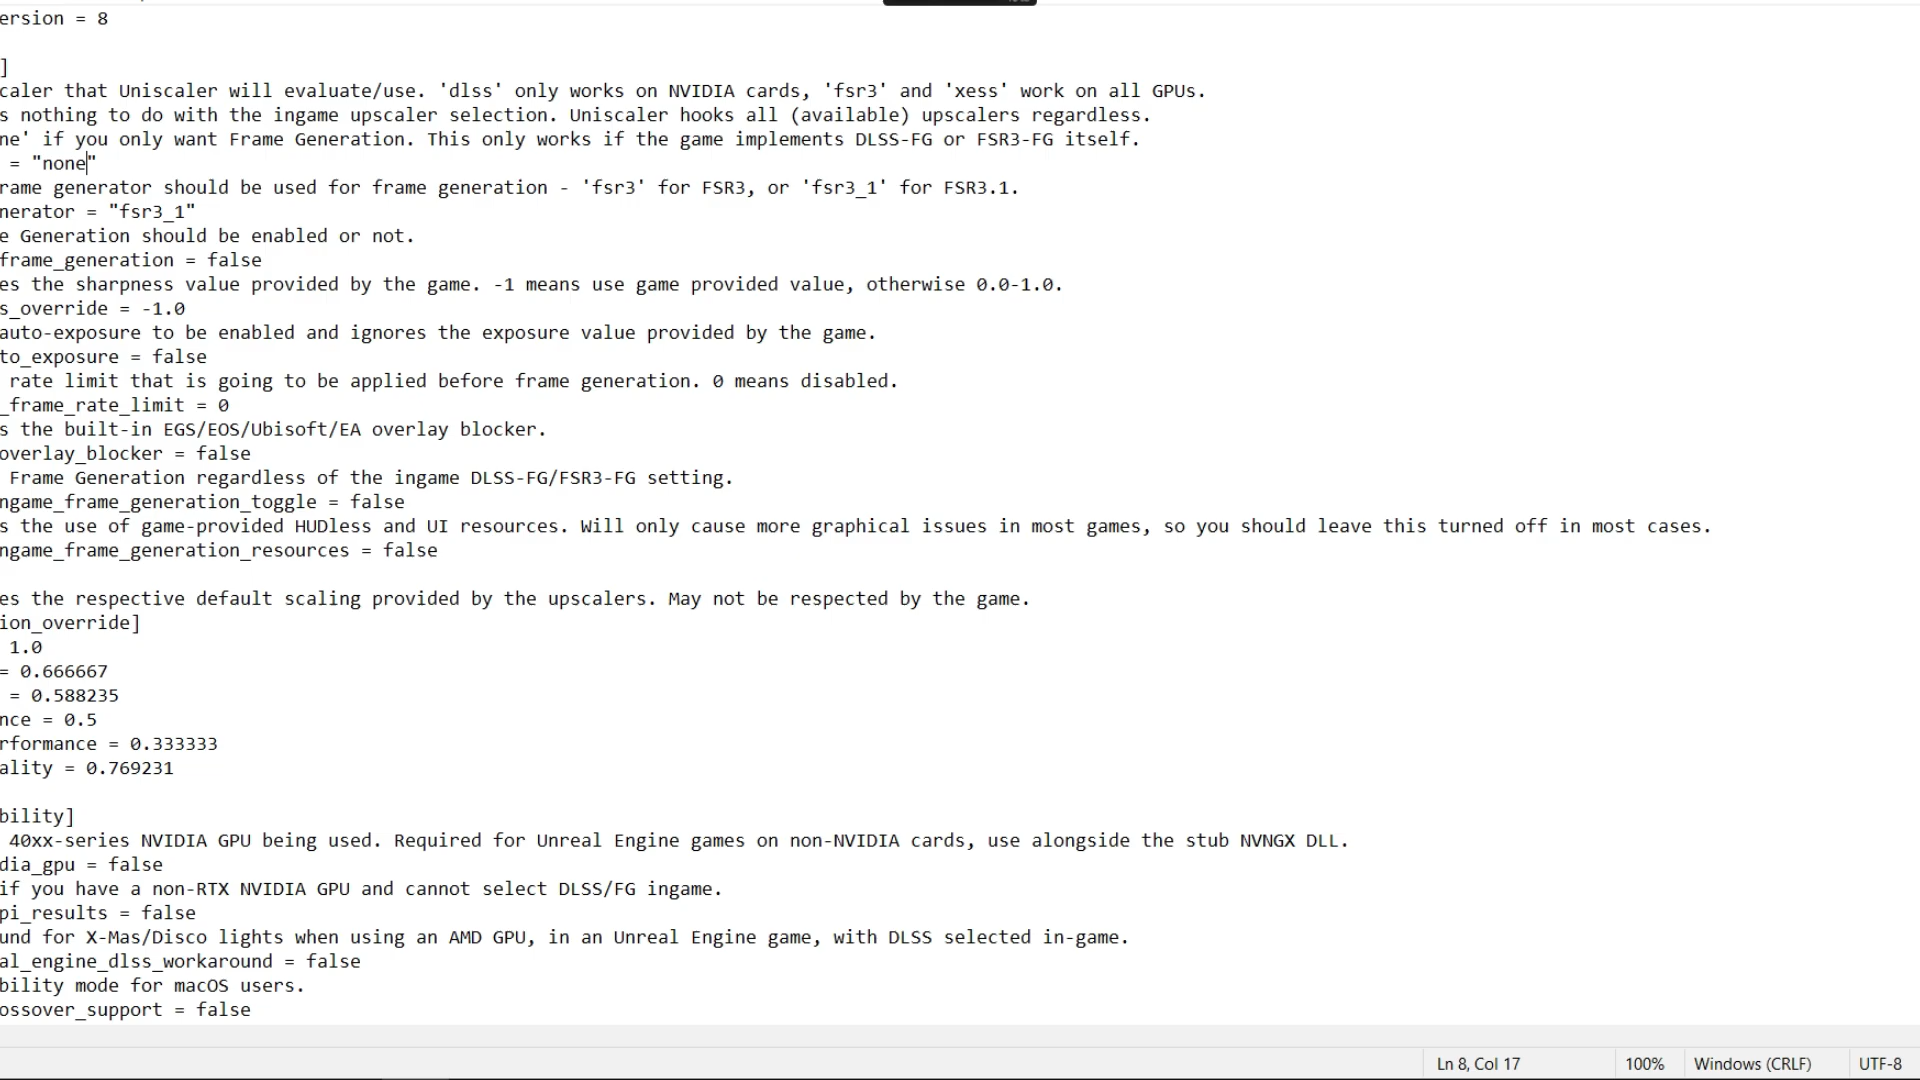 ersion = 8
]
caler that Uniscaler will evaluate/use. 'dlss' only works on NVIDIA cards, 'fsr3' and 'xess' work on all GPUs.
s nothing to do with the ingame upscaler selection. Uniscaler hooks all (available) upscalers regardless.
ne' if you only want Frame Generation. This only works if the game implements DLSS-FG or FSR3-FG itself.
= "none"
rame generator should be used for frame generation - 'fsr3' for FSR3, or 'fsr3_1' for FSR3.1.
nerator = "fsr3_1"
e Generation should be enabled or not.
frame_generation = false
es the sharpness value provided by the game. -1 means use game provided value, otherwise 0.0-1.0.
s_override = -1.0
auto-exposure to be enabled and ignores the exposure value provided by the game.
to_exposure = false
rate limit that is going to be applied before frame generation. 0 means disabled.
_frame_rate_limit = 0
s the built-in EGS/EOS/Ubisoft/EA overlay blocker.
overlay_blocker = false
Frame Generation regardless of the ingame DLSS-FG/FSR3-FG setting.
ngame_frame_generation_toggle = false
s the use of game-provided HUDless and UI resources. Will only cause more graphical issues in most games, so you should leave this turned off in most cases.
ngame_frame_generation_resources = false
es the respective default scaling provided by the upscalers. May not be respected by the game.
ion_override]
1.0
= 0.666667
= 0.588235
nce = 0.5
rformance = 0.333333
ality = 0.769231
bility]
40xx-series NVIDIA GPU being used. Required for Unreal Engine games on non-NVIDIA cards, use alongside the stub NVNGX DLL.
dia_gpu = false
if you have a non-RTX NVIDIA GPU and cannot select DLSS/FG ingame.
pi_results = false
und for X-Mas/Disco lights when using an AMD GPU, in an Unreal Engine game, with DLSS selected in-game.
al_engine_dlss_workaround = false
bility mode for macOS users.
ossover_support = false
Ln 8, Col 17
100%
Windows (CRLF)
UTF-8